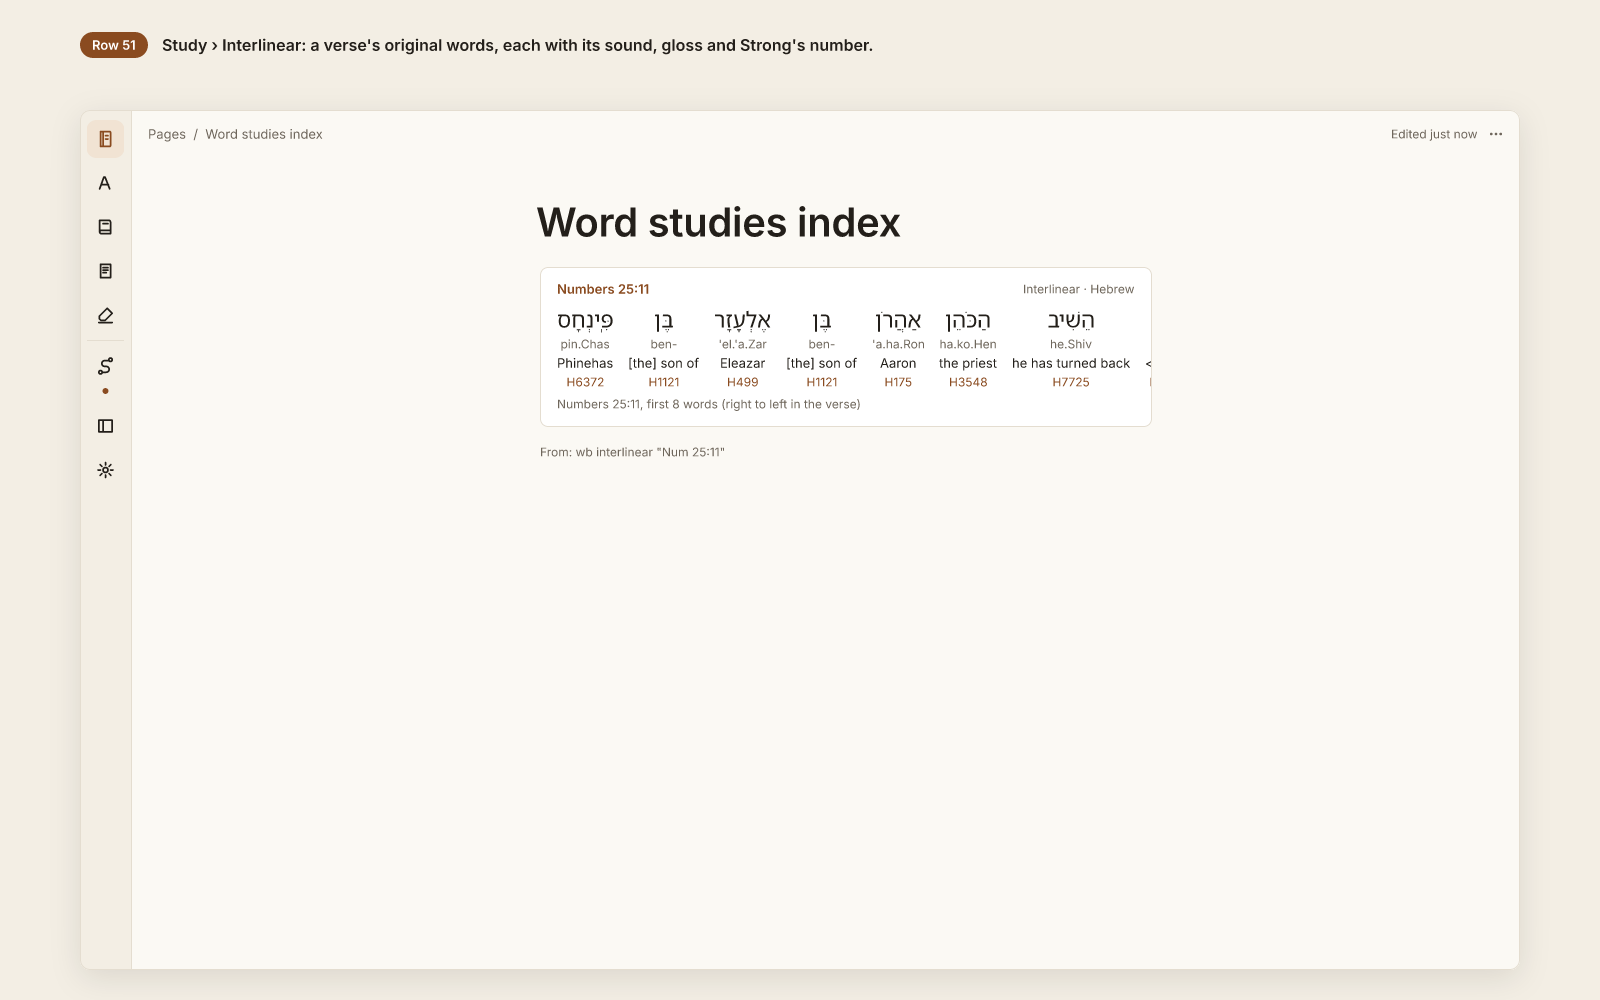 Row 51
Study › Interlinear: a verse's original words, each with its sound, gloss and Strong's number.
Pages / Word studies index
Edited just now
Word studies index
Numbers 25:11
Interlinear · Hebrew
פִּֽינְחָס בֶּן אֶלְעָזָר בֶּן אַהֲרֹן הַכֹּהֵן הֵשִׁיב
pin.Chas ben- 'el.'a.Zar ben- 'a.ha.Ron ha.ko.Hen he.Shiv
Phinehas [the] son of Eleazar [the] son of Aaron the priest he has turned back
H6372 H1121 H499 H1121 H175 H3548 H7725
Numbers 25:11, first 8 words (right to left in the verse)
From: wb interlinear "Num 25:11"